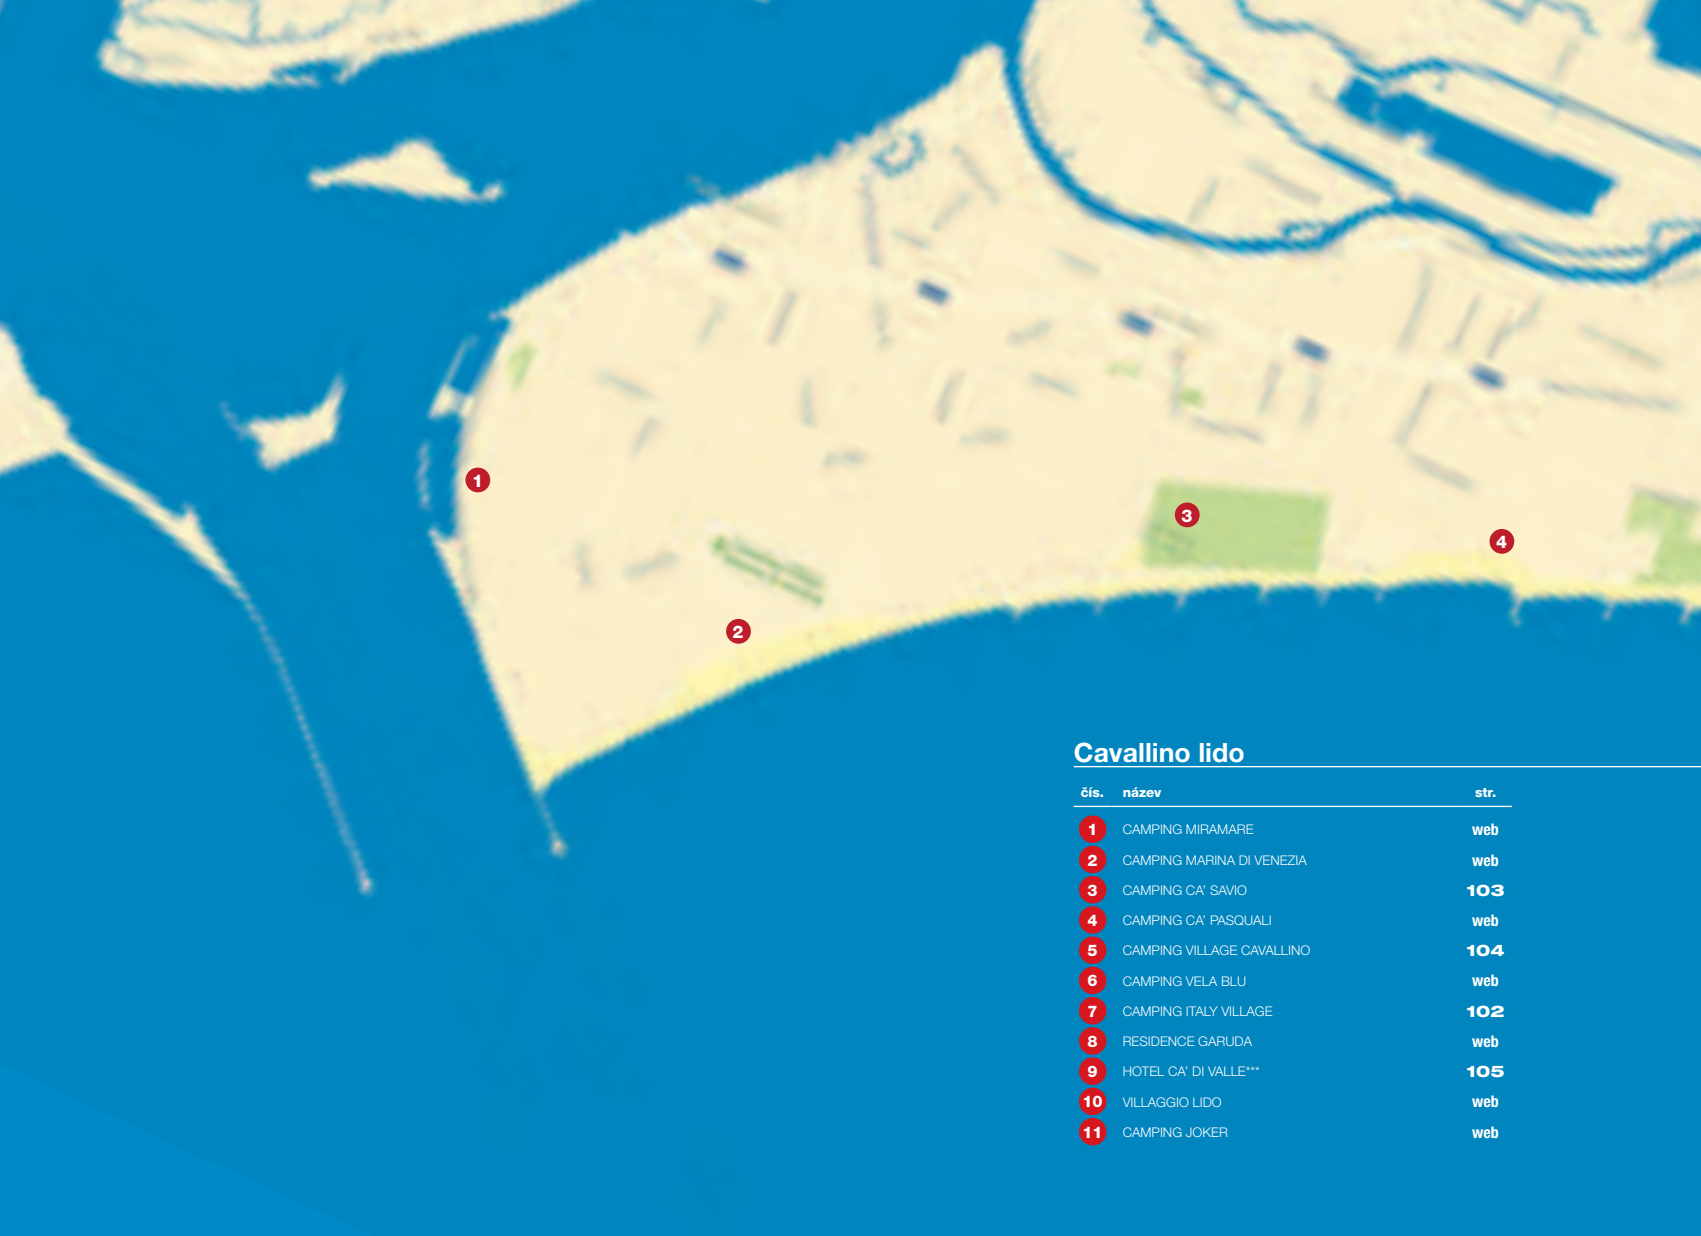 1
2
3
4
Cavallino lido
čís. název str.
1 CAMPING MIRAMARE web
2 CAMPING MARINA DI VENEZIA web
3 CAMPING CA' SAVIO 103
4 CAMPING CA' PASQUALI web
5 CAMPING VILLAGE CAVALLINO 104
6 CAMPING VELA BLU web
7 CAMPING ITALY VILLAGE 102
8 RESIDENCE GARUDA web
9 HOTEL CA' DI VALLE*** 105
10 VILLAGGIO LIDO web
11 CAMPING JOKER web